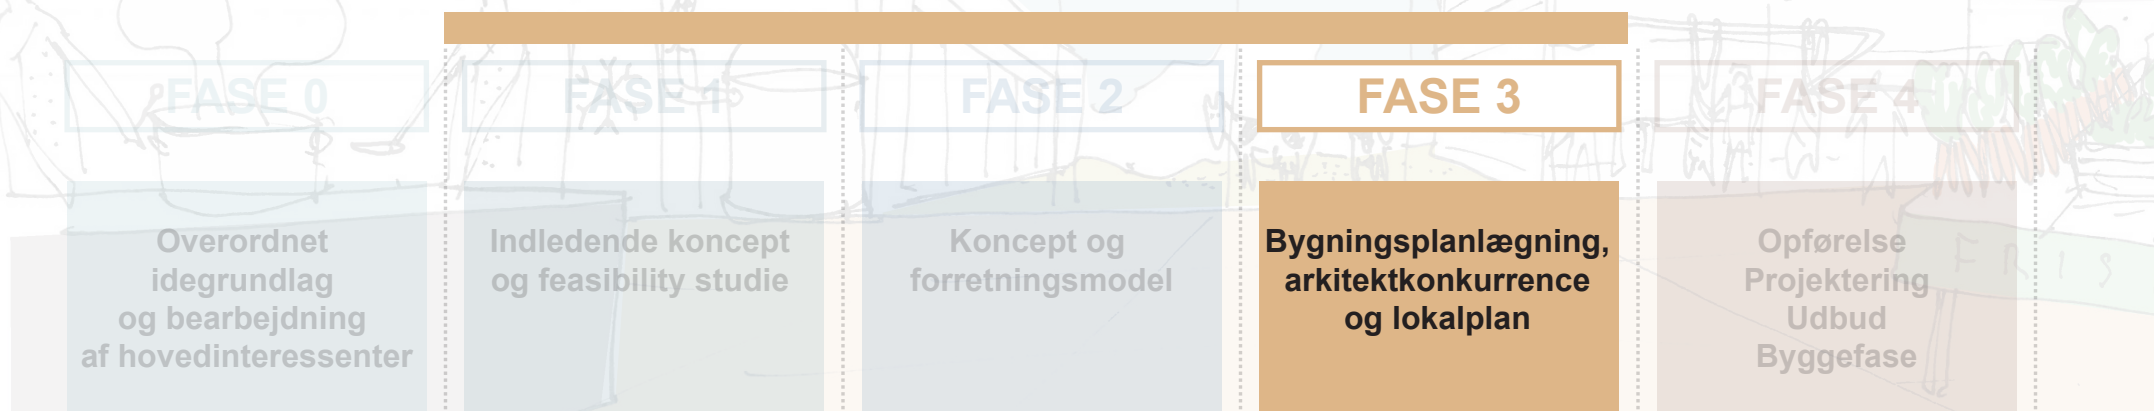 FASE 0
FASE 1
FASE 2
FASE 3
FASE 4
Overordnet
idegrundlag
og bearbejdning
af hovedinteressenter
Indledende koncept
og feasibility studie
Koncept og
forretningsmodel
Bygningsplanlægning,
arkitektkonkurrence
og lokalplan
Opførelse
Projektering
Udbud
Byggefase
FRIS